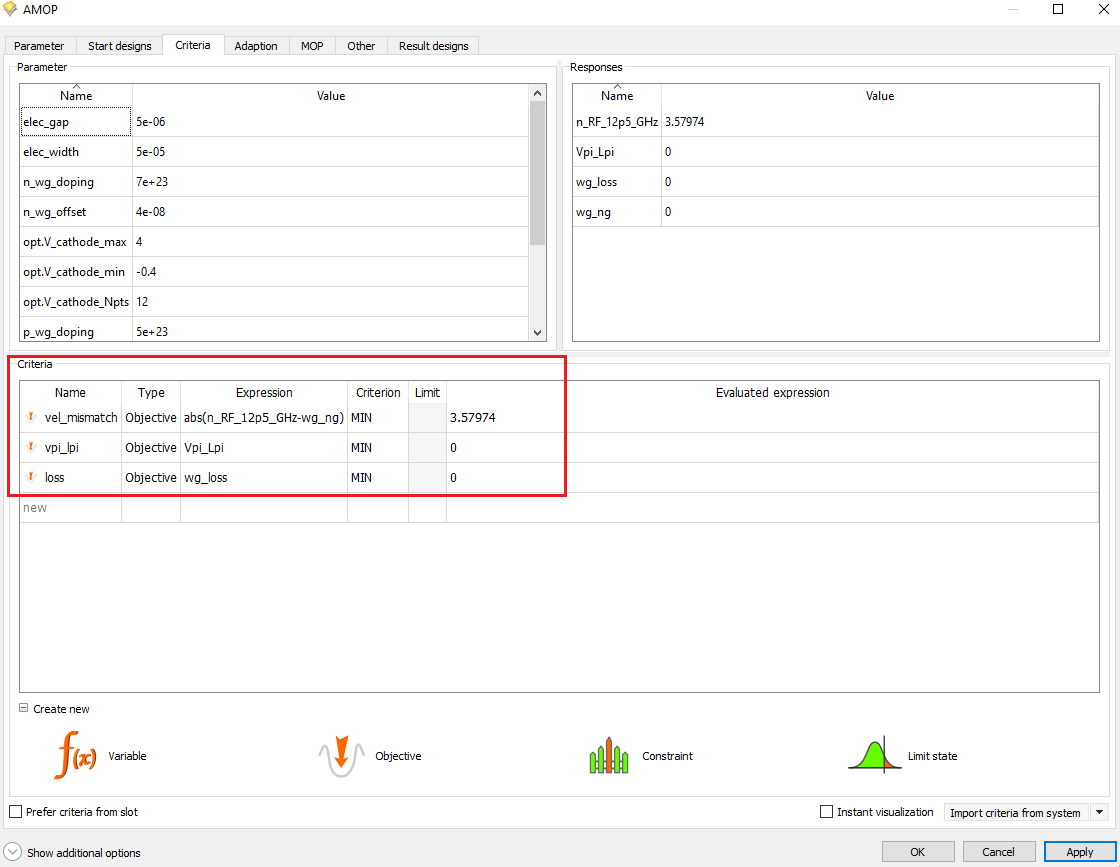 AMOP
Parameter Start designs Criteria Adaption MOP Other Result designs
Parameter
Name Value
elec_gap 5e-06
elec_width 5e-05
n_wg_doping 7e+23
n_wg_offset 4e-08
opt.V_cathode_max 4
opt.V_cathode_min -0.4
opt.V_cathode_Npts 12
p_wg_doping 5e+23
Responses
Name Value
n_RF_12p5_GHz 3.57974
Vpi_Lpi 0
wg_loss 0
wg_ng 0
Criteria
Name Type Expression Criterion Limit Evaluated expression
vel_mismatch Objective abs(n_RF_12p5_GHz-wg_ng) MIN 3.57974
vpi_lpi Objective Vpi_Lpi MIN 0
loss Objective wg_loss MIN 0
new
Create new
f(x) Variable Objective Constraint Limit state
Prefer criteria from slot Instant visualization Import criteria from system
Show additional options OK Cancel Apply